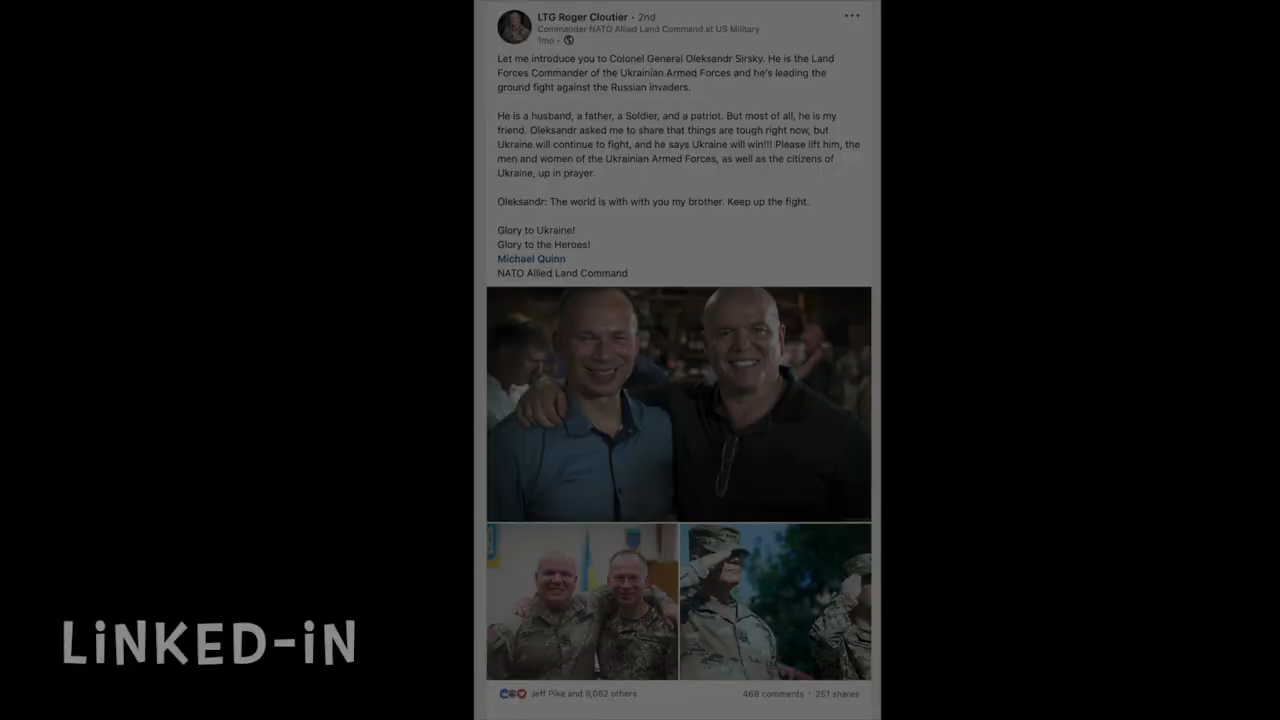 LTG Roger Cloutier · 2nd
Commander NATO Allied Land Command at US Military
1mo ·
Let me introduce you to Colonel General Oleksandr Sirsky. He is the Land
Forces Commander of the Ukrainian Armed Forces and he's leading the
ground fight against the Russian invaders.
He is a husband, a father, a Soldier, and a patriot. But most of all, he is my
friend. Oleksandr asked me to share that things are tough right now, but
Ukraine will continue to fight, and he says Ukraine will win!!! Please lift him, the
men and women of the Ukrainian Armed Forces, as well as the citizens of
Ukraine, up in prayer.
Oleksandr: The world is with with you my brother. Keep up the fight.
Glory to Ukraine!
Glory to the Heroes!
Michael Quinn
NATO Allied Land Command
LiNKED-iN
Jeff Pike and 9,062 others
468 comments · 251 shares